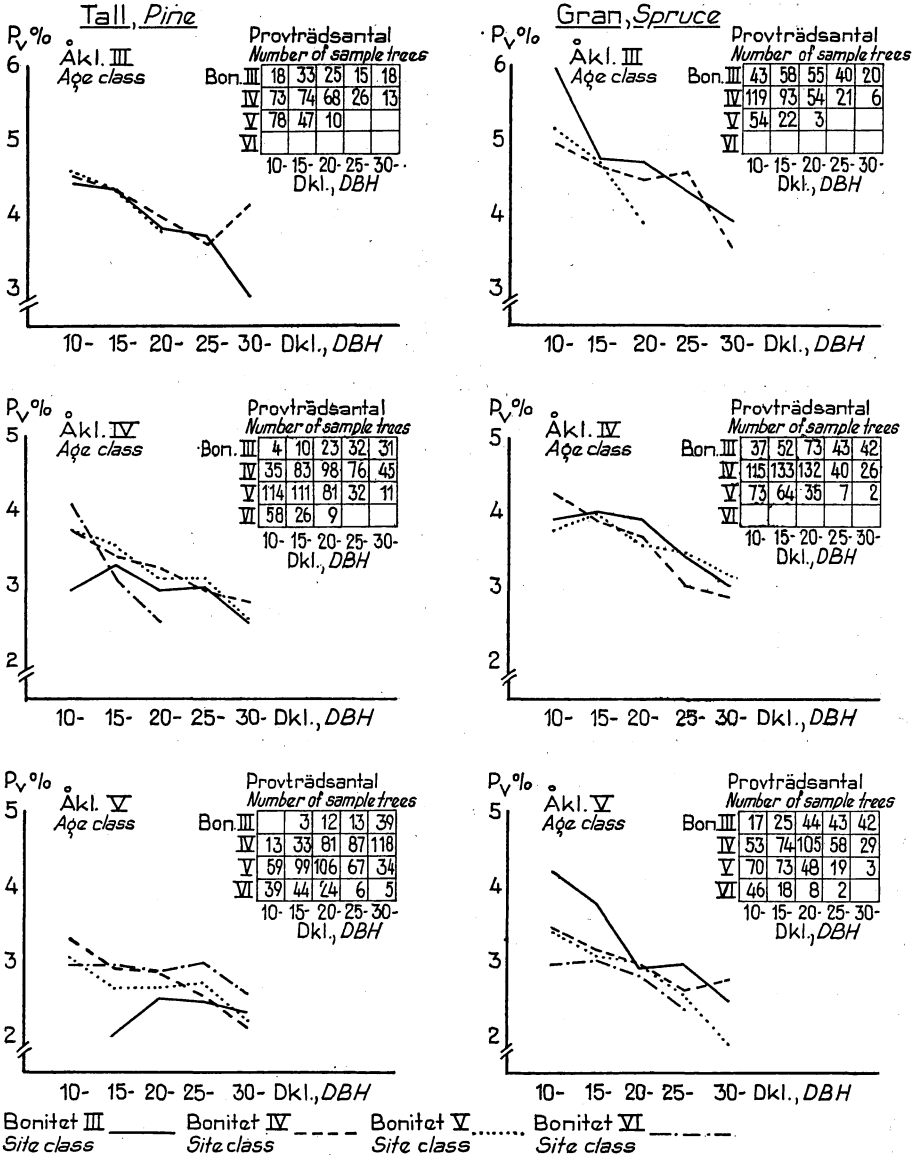 Tall, Pine
Gran, Spruce
Pv%
Åkl. III
Age class
Provträdsantal
Number of sample trees
Bon. III 18 33 25 15 18
IV 73 74 68 26 13
V 78 47 10
VI
10- 15- 20- 25- 30-
Dkl., DBH
6
5
4
3
10- 15- 20- 25- 30- Dkl., DBH
Pv%
Åkl. III
Age class
Provträdsantal
Number of sample trees
Bon. III 43 58 55 40 20
IV 119 93 54 21 6
V 54 22 3
VI
10- 15- 20- 25- 30-
Dkl., DBH
6
5
4
3
10- 15- 20- 25- 30- Dkl., DBH
Pv%
Åkl. IV
Age class
Provträdsantal
Number of sample trees
Bon. III 4 10 23 32 31
IV 35 83 98 76 45
V 114 111 81 32 11
VI 58 26 9
10- 15- 20- 25- 30-
Dkl., DBH
5
4
3
2
10- 15- 20- 25- 30- Dkl., DBH
Pv%
Åkl. IV
Age class
Provträdsantal
Number of sample trees
Bon. III 37 52 73 43 42
IV 115 133 132 40 26
V 73 64 35 7 2
VI
10- 15- 20- 25- 30-
Dkl., DBH
5
4
3
2
10- 15- 20- 25- 30- Dkl., DBH
Pv%
Åkl. V
Age class
Provträdsantal
Number of sample trees
Bon. III 3 12 13 39
IV 13 33 81 87 118
V 59 99 106 67 34
VI 39 44 24 6 5
10- 15- 20- 25- 30-
Dkl., DBH
5
4
3
2
10- 15- 20- 25- 30- Dkl., DBH
Pv%
Åkl. V
Age class
Provträdsantal
Number of sample trees
Bon. III 17 25 44 43 42
IV 53 74 105 58 29
V 70 73 48 19 3
VI 46 18 8 2
10- 15- 20- 25- 30-
Dkl., DBH
5
4
3
2
10- 15- 20- 25- 30- Dkl., DBH
Bonitet III Bonitet IV Bonitet V Bonitet VI
Site class Site class Site class Site class